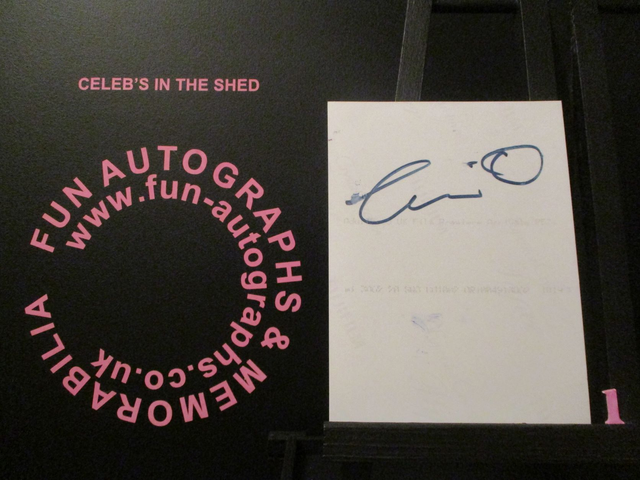 CELEB'S IN THE SHED
FUN AUTOGRAPHS & MEMORABILIA
www.fun-autographs.co.uk
1